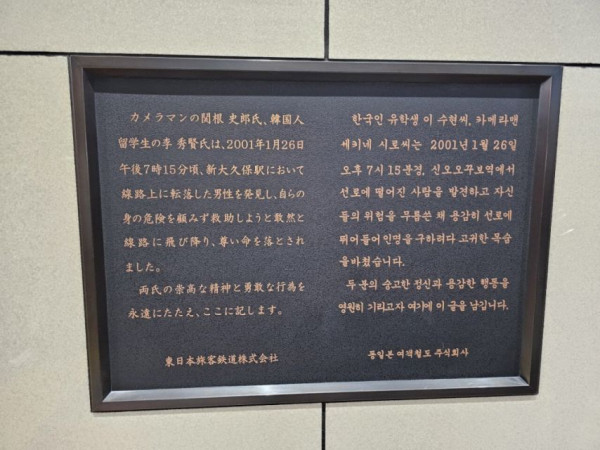 カメラマンの関根 史郎氏、韓国人
留学生の李 秀賢氏は、2001年1月26日
午後7時15分頃、新大久保駅において
線路上に転落した男性を発見し、自らの
身の危険を顧みず救助しようと敢然と
線路に飛び降り、尊い命を落とされ
ました。
両氏の崇高な精神と勇敢な行為を
永遠にたたえ、ここに記します。
東日本旅客鉄道株式会社
한국인 유학생 이 수현씨, 카메라맨
세키네 시로씨는 2001년 1월 26일
오후 7시 15분경, 신오오꾸보역에서
선로에 떨어진 사람을 발견하고 자신
들의 위험을 무릅쓴 채 용감히 선로에
뛰어들어 인명을 구하려다 고귀한 목숨
을 바쳤습니다.
두 분의 숭고한 정신과 용감한 행동을
영원히 기리고자 여기에 이 글을 남깁니다.
동일본 여객철도 주식회사